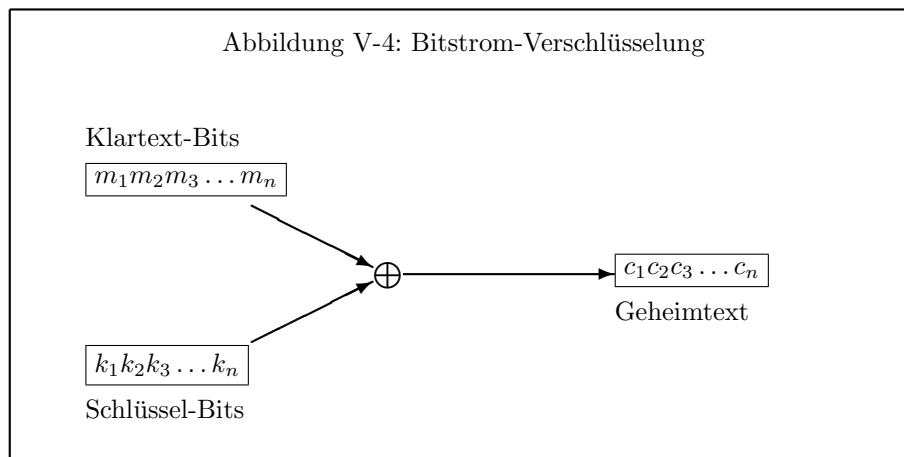 Abbildung V-4: Bitstrom-Verschlüsselung
Klartext-Bits
m₁m₂m₃ … mₙ
⊕
c₁c₂c₃ … cₙ
Geheimtext
k₁k₂k₃ … kₙ
Schlüssel-Bits